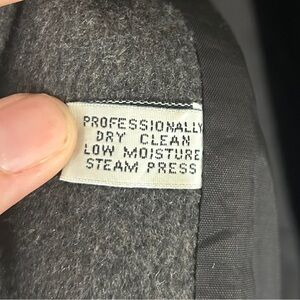 PROFESSIONALLY
DRY CLEAN
LOW MOISTURE
STEAM PRESS